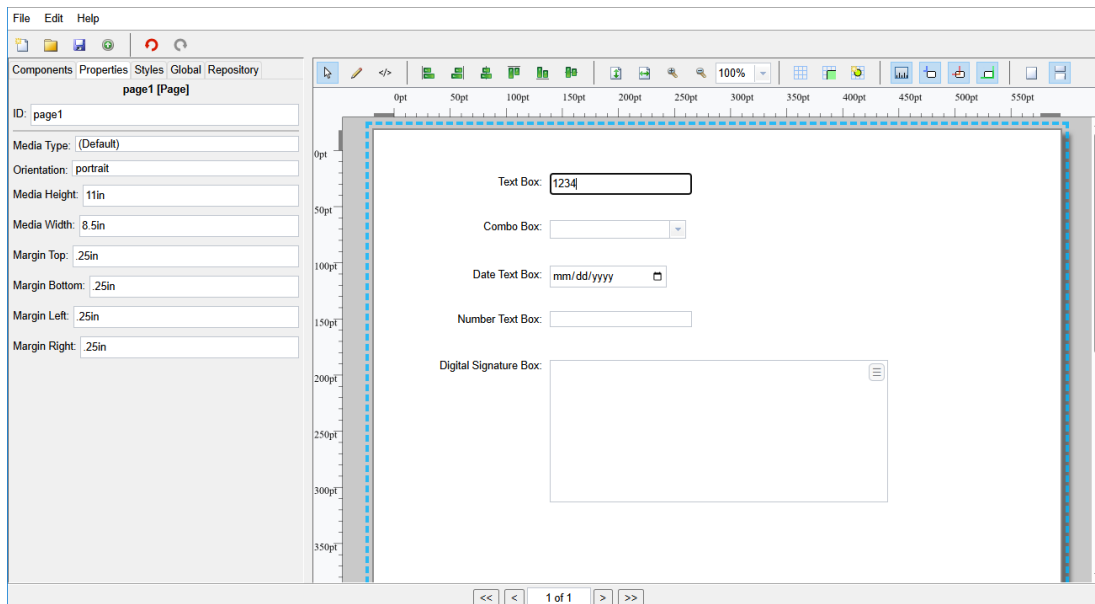 File Edit Help
Components Properties Styles Global Repository
page1 [Page]
ID: page1
Media Type: (Default)
Orientation: portrait
Media Height: 11in
Media Width: 8.5in
Margin Top: .25in
Margin Bottom: .25in
Margin Left: .25in
Margin Right: .25in
</> 100%
0pt 50pt 100pt 150pt 200pt 250pt 300pt 350pt 400pt 450pt 500pt 550pt
0pt
50pt
100pt
150pt
200pt
250pt
300pt
350pt
Text Box: 1234
Combo Box:
Date Text Box: mm/dd/yyyy
Number Text Box:
Digital Signature Box:
<< < 1 of 1 > >>